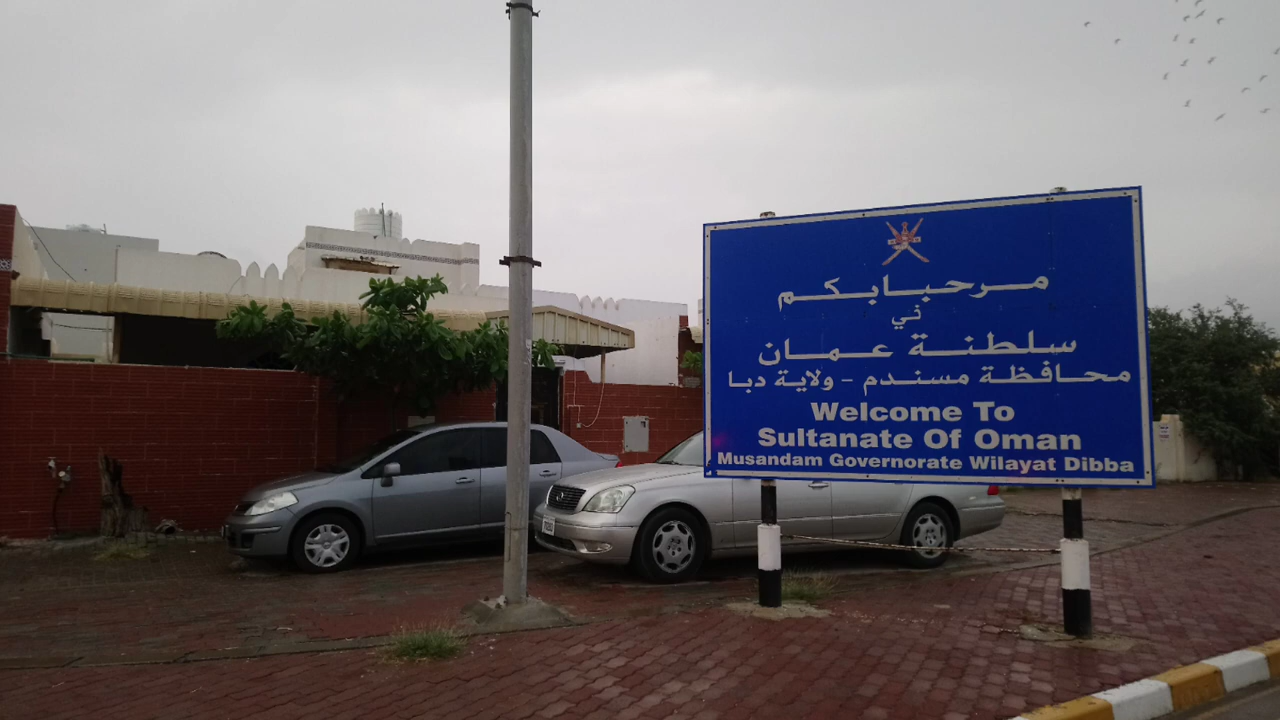 مرحبابكم
في
سلطنة عمان
محافظة مسندم - ولاية دبا
Welcome To
Sultanate Of Oman
Musandam Governorate Wilayat Dibba